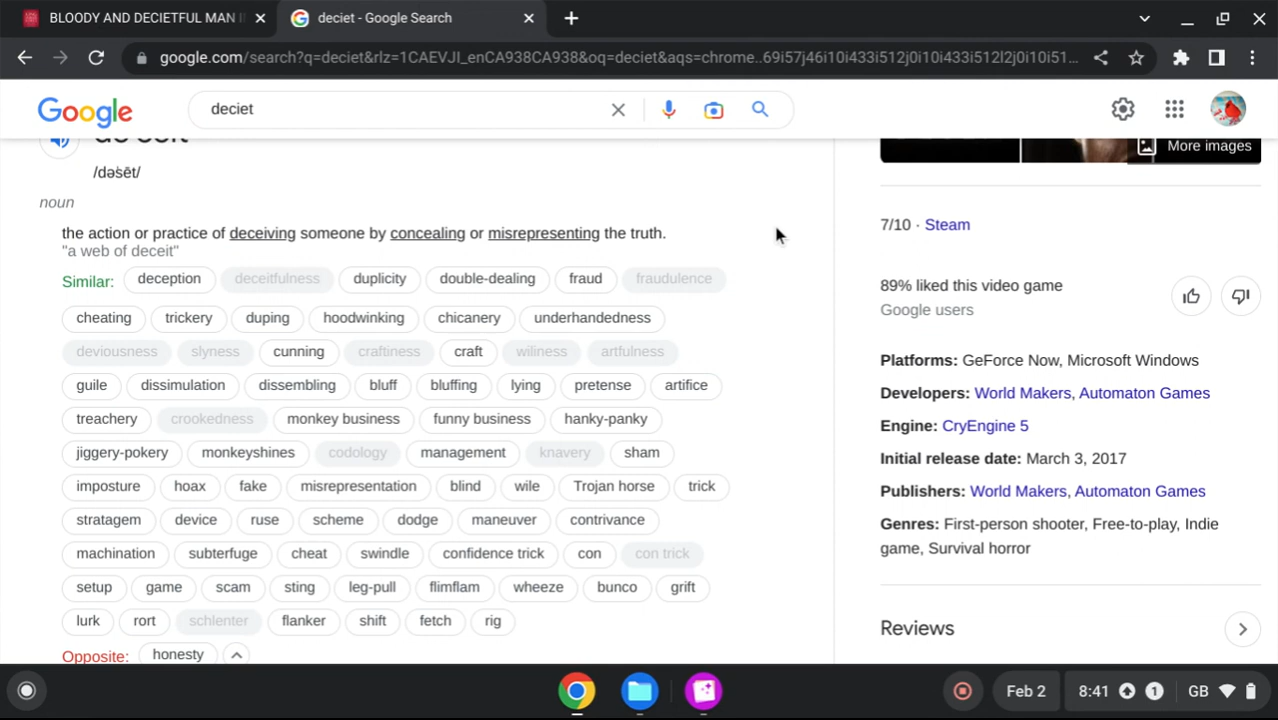 BLOODY AND DECIETFUL MAN I
deciet - Google Search
google.com/search?q=deciet&rlz=1CAEVJI_enCA938CA938&oq=deciet&aqs=chrome..69i57j46i10i433i512j0i10i433i512l2j0i10i51...
Google
deciet
/dəˈsēt/
More images
noun
the action or practice of deceiving someone by concealing or misrepresenting the truth.
"a web of deceit"
Similar: deception deceitfulness duplicity double-dealing fraud fraudulence
cheating trickery duping hoodwinking chicanery underhandedness
deviousness slyness cunning craftiness craft wiliness artfulness
guile dissimulation dissembling bluff bluffing lying pretense artifice
treachery crookedness monkey business funny business hanky-panky
jiggery-pokery monkeyshines codology management knavery sham
imposture hoax fake misrepresentation blind wile Trojan horse trick
stratagem device ruse scheme dodge maneuver contrivance
machination subterfuge cheat swindle confidence trick con con trick
setup game scam sting leg-pull flimflam wheeze bunco grift
lurk rort schlenter flanker shift fetch rig
Opposite: honesty
7/10 · Steam
89% liked this video game
Google users
Platforms: GeForce Now, Microsoft Windows
Developers: World Makers, Automaton Games
Engine: CryEngine 5
Initial release date: March 3, 2017
Publishers: World Makers, Automaton Games
Genres: First-person shooter, Free-to-play, Indie
game, Survival horror
Reviews
Feb 2
8:41
1
GB